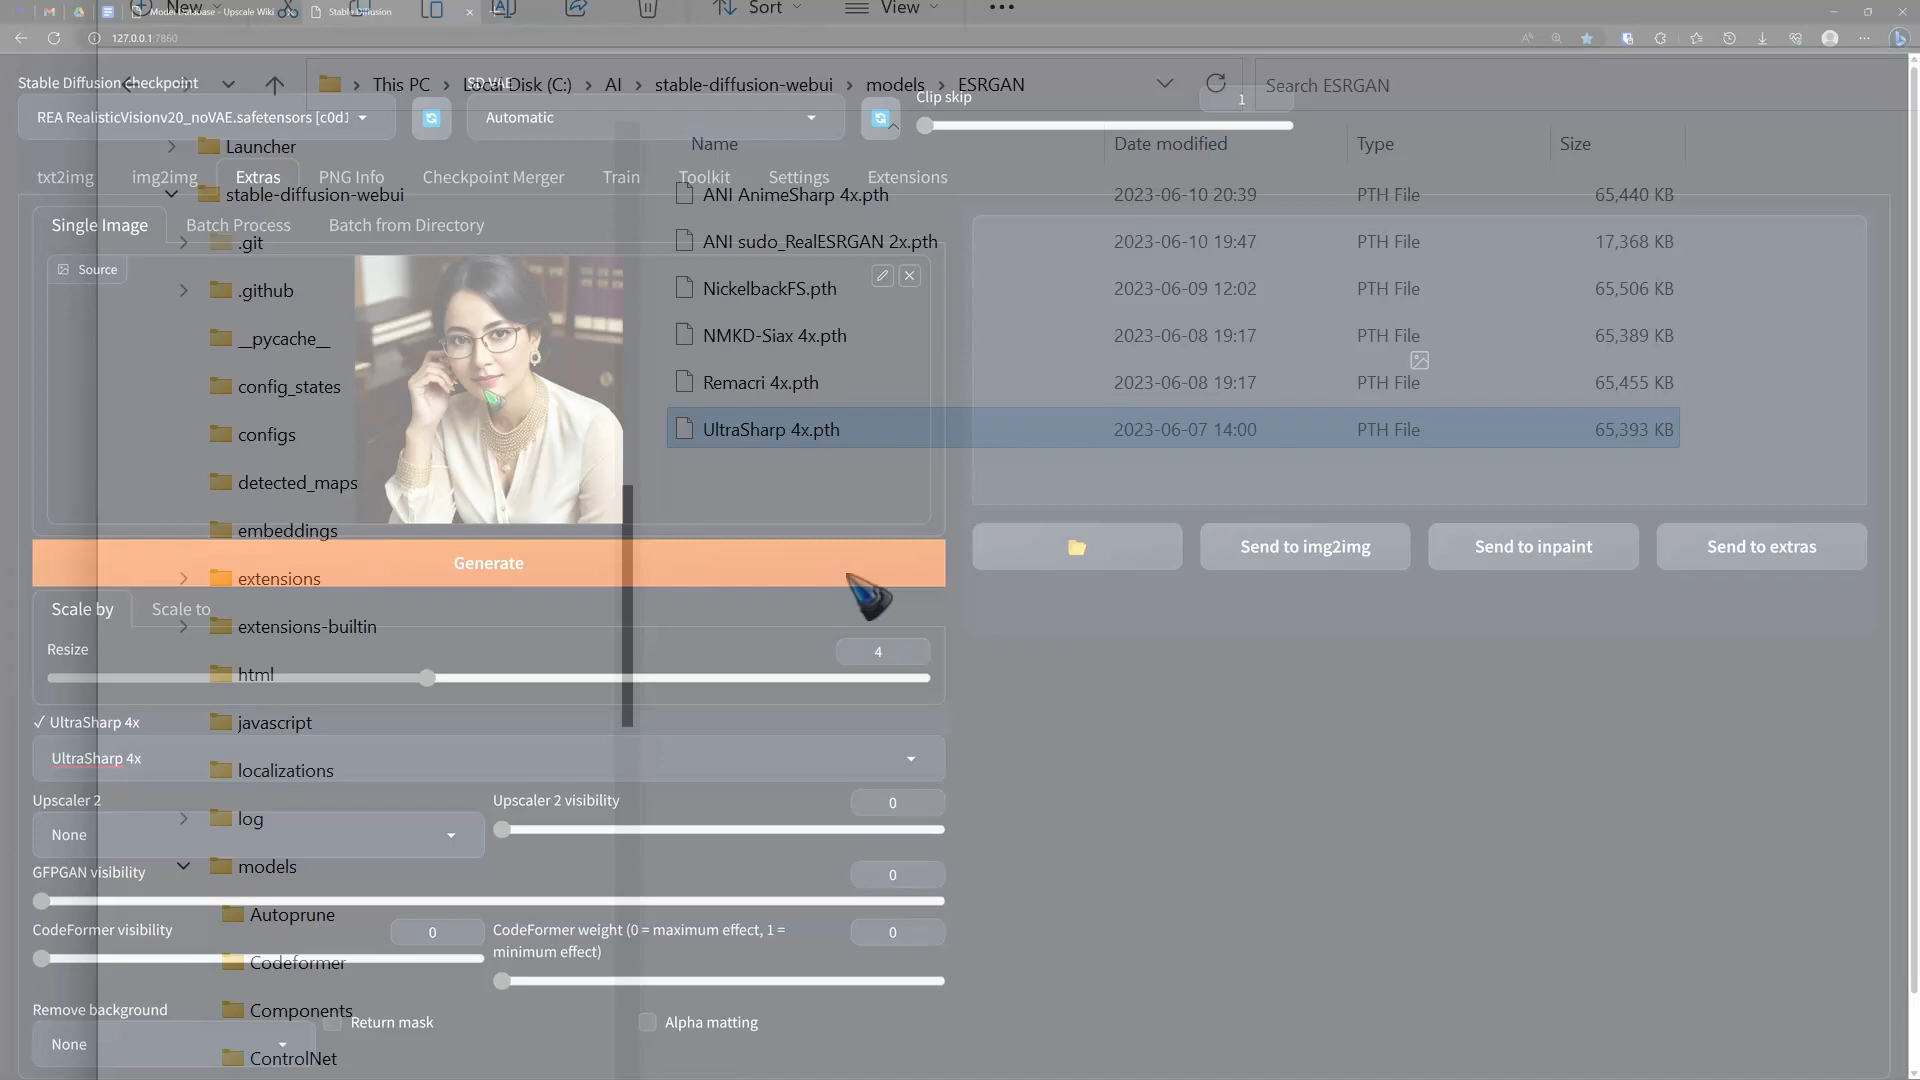 New
Model Database - Upscale Wiki
Stable Diffusion
Sort
View
127.0.0.1:7860
Stable Diffusion checkpoint
This PC
Local Disk (C:)
AI
stable-diffusion-webui
models
ESRGAN
Search ESRGAN
SD VAE
Clip skip
1
REA RealisticVisionv20_noVAE.safetensors [c0d1
Automatic
Launcher
Name
Date modified
Type
Size
txt2img
img2img
Extras
PNG Info
Checkpoint Merger
Train
Toolkit
Settings
Extensions
stable-diffusion-webui
ANI AnimeSharp 4x.pth 2023-06-10 20:39 PTH File 65,440 KB
Single Image
Batch Process
Batch from Directory
.git
ANI sudo_RealESRGAN 2x.pth 2023-06-10 19:47 PTH File 17,368 KB
Source
.github
NickelbackFS.pth 2023-06-09 12:02 PTH File 65,506 KB
__pycache__
NMKD-Siax 4x.pth 2023-06-08 19:17 PTH File 65,389 KB
config_states
Remacri 4x.pth 2023-06-08 19:17 PTH File 65,455 KB
configs
UltraSharp 4x.pth 2023-06-07 14:00 PTH File 65,393 KB
detected_maps
embeddings
Generate
Send to img2img
Send to inpaint
Send to extras
extensions
Scale by
Scale to
extensions-builtin
Resize
4
html
✓ UltraSharp 4x
javascript
UltraSharp 4x
localizations
Upscaler 2
Upscaler 2 visibility
0
log
None
GFPGAN visibility
0
models
Autoprune
CodeFormer visibility
0
CodeFormer weight (0 = maximum effect, 1 =
minimum effect)
0
Codeformer
Remove background
Components
Return mask
Alpha matting
None
ControlNet